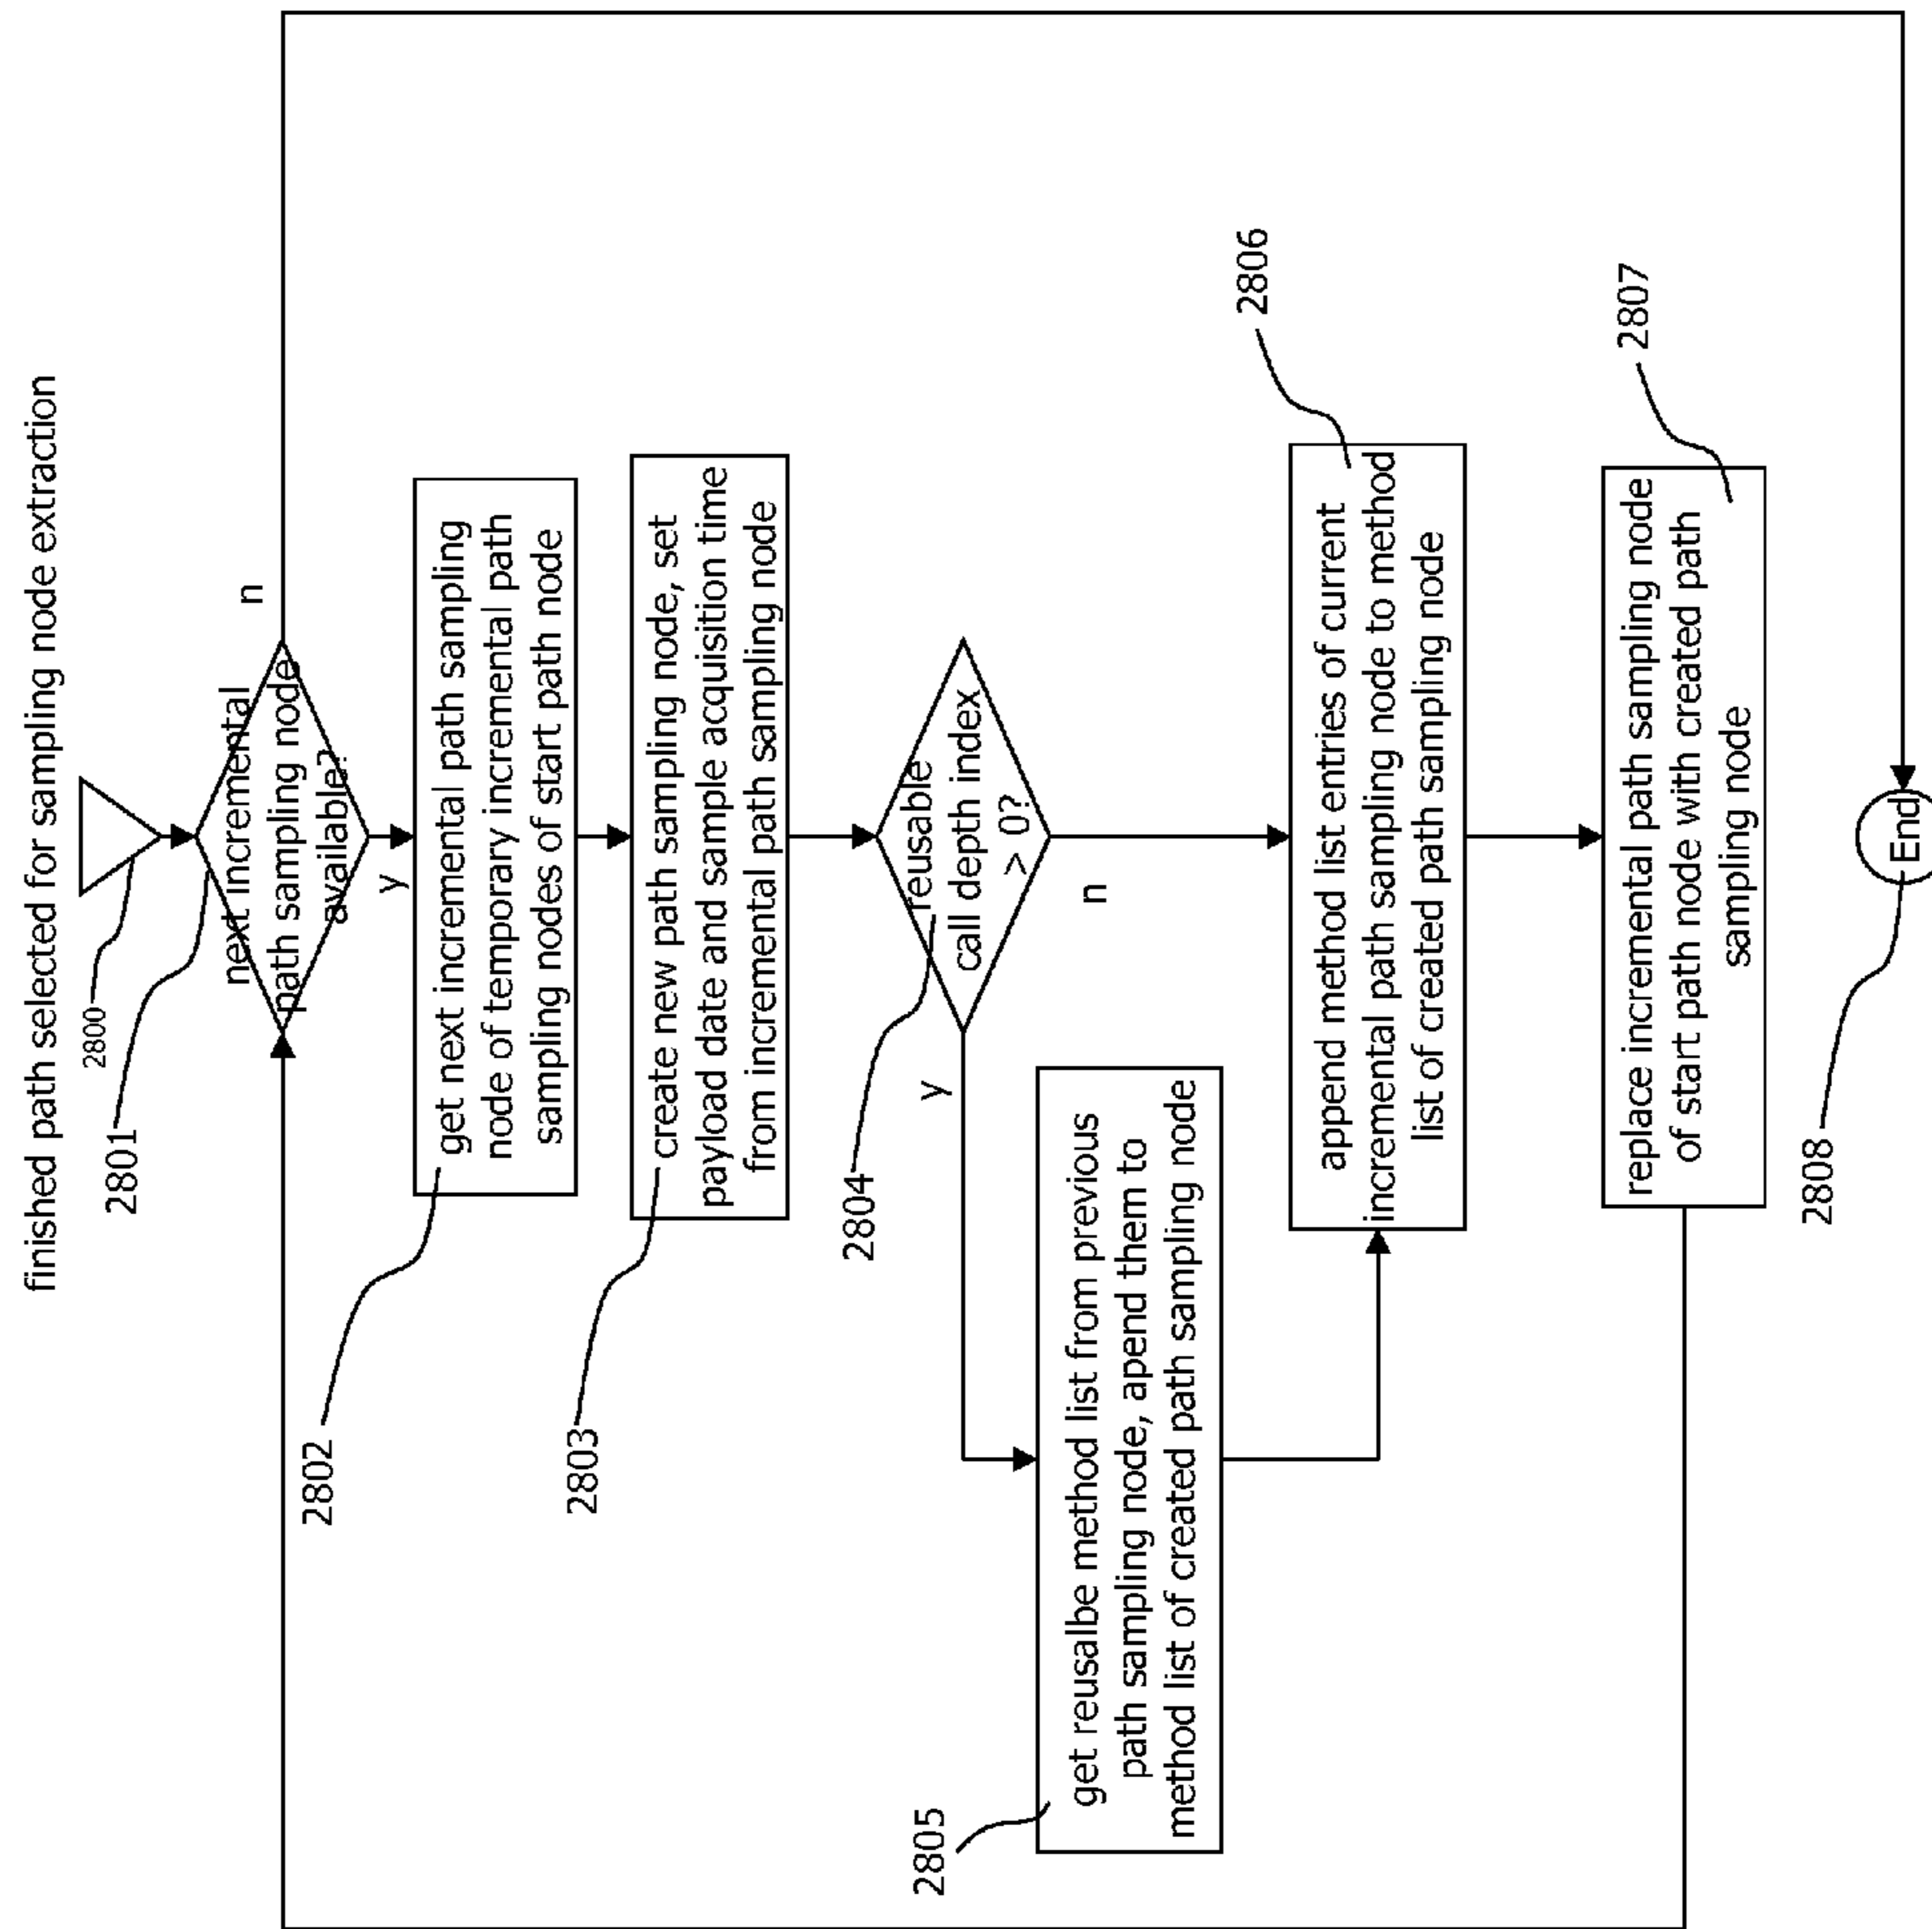 finished path selected for sampling node extraction
2800
2801
next incremental
path sampling node
available?
n
y
2802
get next incremental path sampling
node of temporary incremental path
sampling nodes of start path node
2803
create new path sampling node, set
payload date and sample acquisition time
from incremental path sampling node
2804
reusable
call depth index
> 0?
y
n
2805
get reusalbe method list from previous
path sampling node, apend them to
method list of created path sampling node
2806
append method list entries of current
incremental path sampling node to method
list of created path sampling node
2807
replace incremental path sampling node
of start path node with created path
sampling node
2808
End